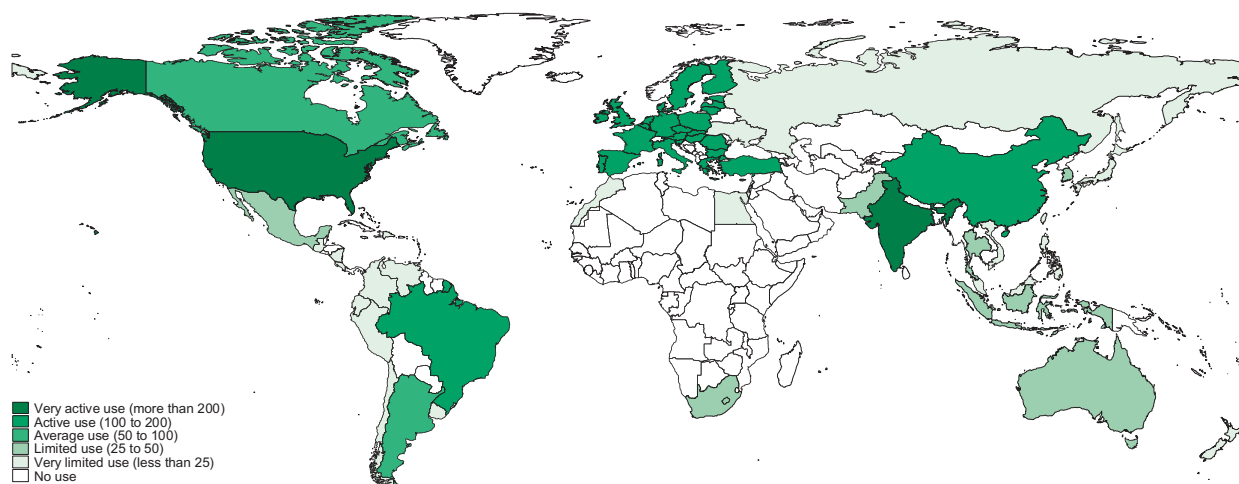 Very active use (more than 200)
Active use (100 to 200)
Average use (50 to 100)
Limited use (25 to 50)
Very limited use (less than 25)
No use